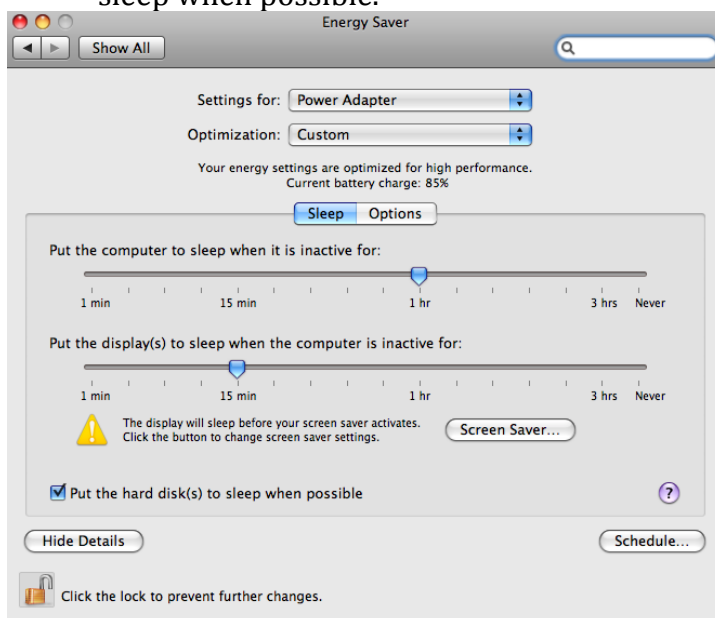 sleep when possible.
Energy Saver
Show All
Settings for: Power Adapter
Optimization: Custom
Your energy settings are optimized for high performance.
Current battery charge: 85%
Sleep Options
Put the computer to sleep when it is inactive for:
1 min 15 min 1 hr 3 hrs Never
Put the display(s) to sleep when the computer is inactive for:
1 min 15 min 1 hr 3 hrs Never
The display will sleep before your screen saver activates.
Click the button to change screen saver settings.
Screen Saver...
Put the hard disk(s) to sleep when possible
?
Hide Details
Schedule...
Click the lock to prevent further changes.